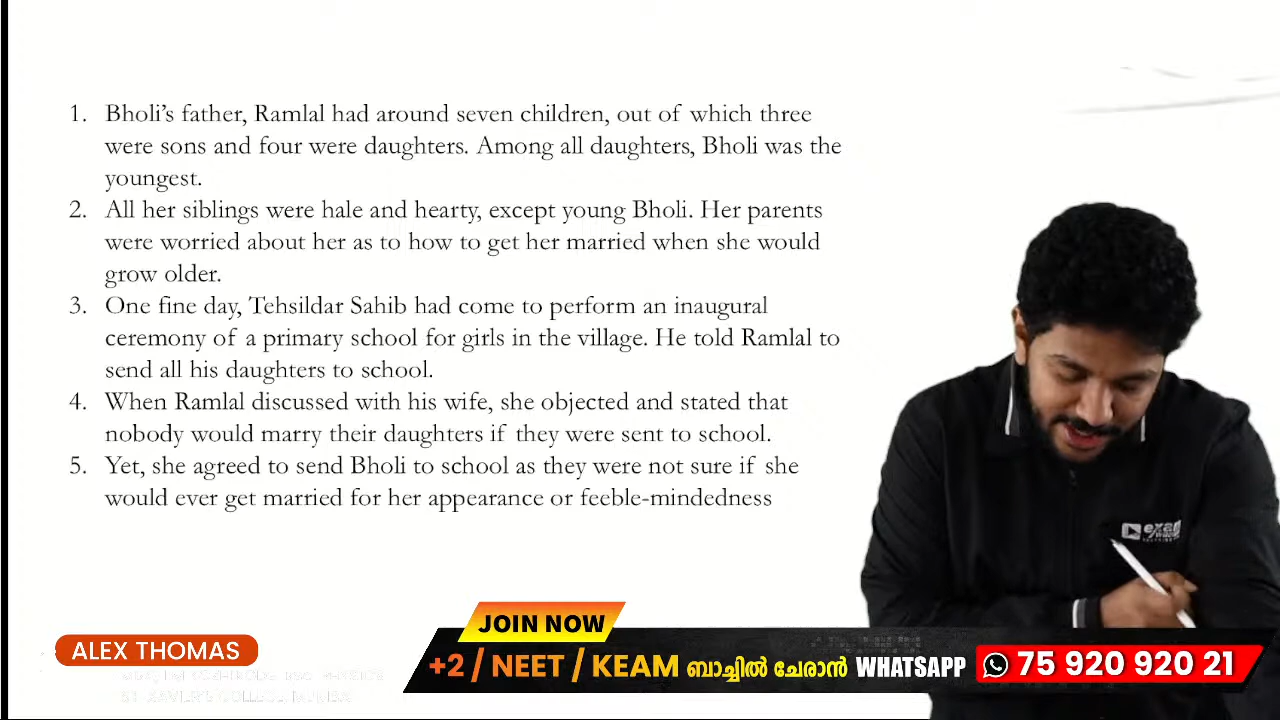 1. Bholi's father, Ramlal had around seven children, out of which three
were sons and four were daughters. Among all daughters, Bholi was the
youngest.
2. All her siblings were hale and hearty, except young Bholi. Her parents
were worried about her as to how to get her married when she would
grow older.
3. One fine day, Tehsildar Sahib had come to perform an inaugural
ceremony of a primary school for girls in the village. He told Ramlal to
send all his daughters to school.
4. When Ramlal discussed with his wife, she objected and stated that
nobody would marry their daughters if they were sent to school.
5. Yet, she agreed to send Bholi to school as they were not sure if she
would ever get married for her appearance or feeble-mindedness
exam
JOIN NOW
ALEX THOMAS
+2 / NEET / KEAM ബാച്ചിൽ ചേരാൻ WHATSAPP 75 920 920 21